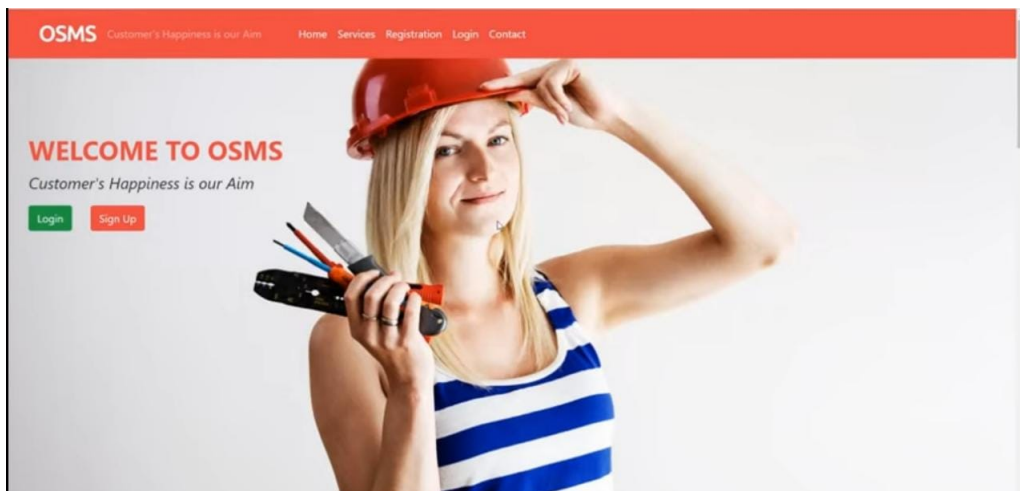 OSMS Customer's Happiness is our Aim Home Services Registration Login Contact
WELCOME TO OSMS
Customer's Happiness is our Aim
Login Sign Up